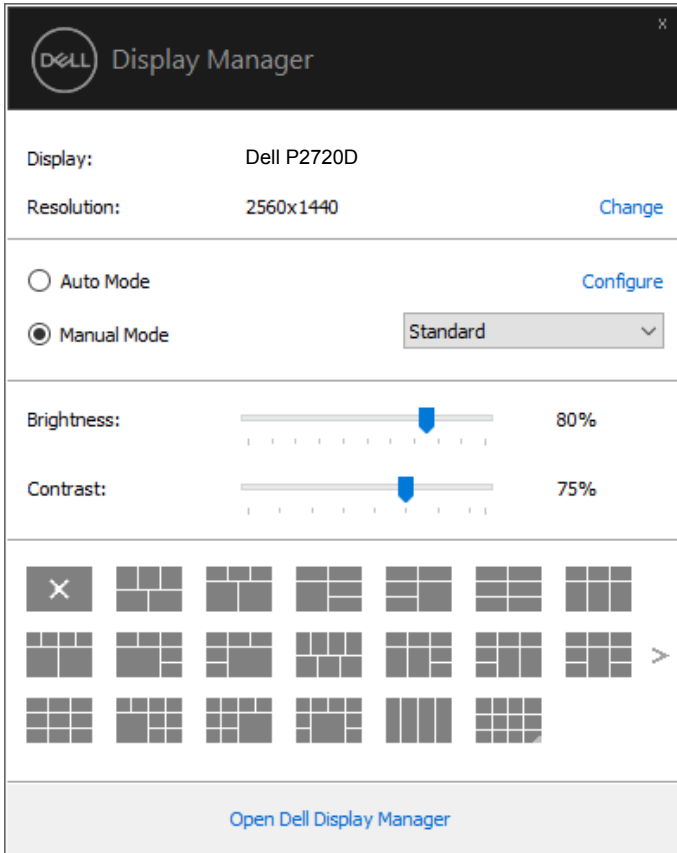 x
DELL Display Manager
Display: Dell P2720D
Resolution: 2560x1440 Change
Auto Mode Configure
Manual Mode Standard
Brightness: 80%
Contrast: 75%
Open Dell Display Manager